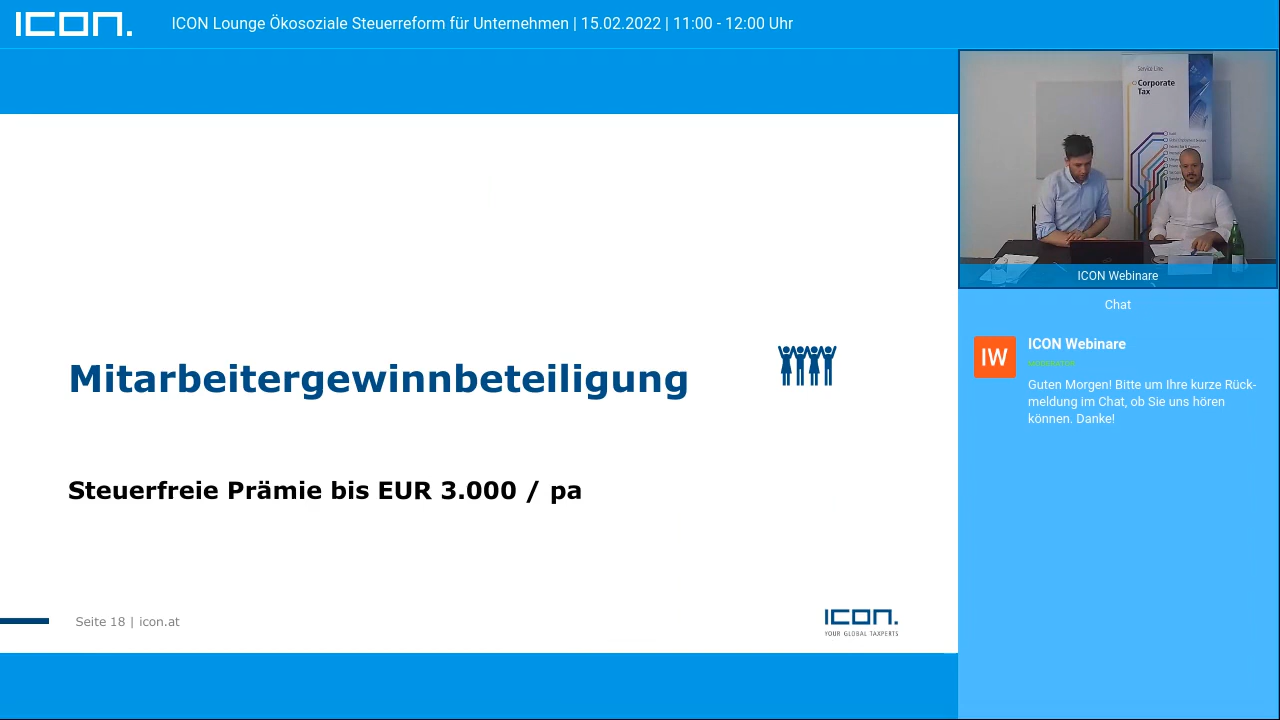 ICON.
ICON Lounge Ökosoziale Steuerreform für Unternehmen | 15.02.2022 | 11:00 - 12:00 Uhr
Service Line
Corporate
Tax
ICON Webinare
Chat
IW
ICON Webinare
MODERATOR
Guten Morgen! Bitte um Ihre kurze Rück-
meldung im Chat, ob Sie uns hören
können. Danke!
Mitarbeitergewinnbeteiligung
Steuerfreie Prämie bis EUR 3.000 / pa
Seite 18 | icon.at
ICON.
YOUR GLOBAL TAXPERTS